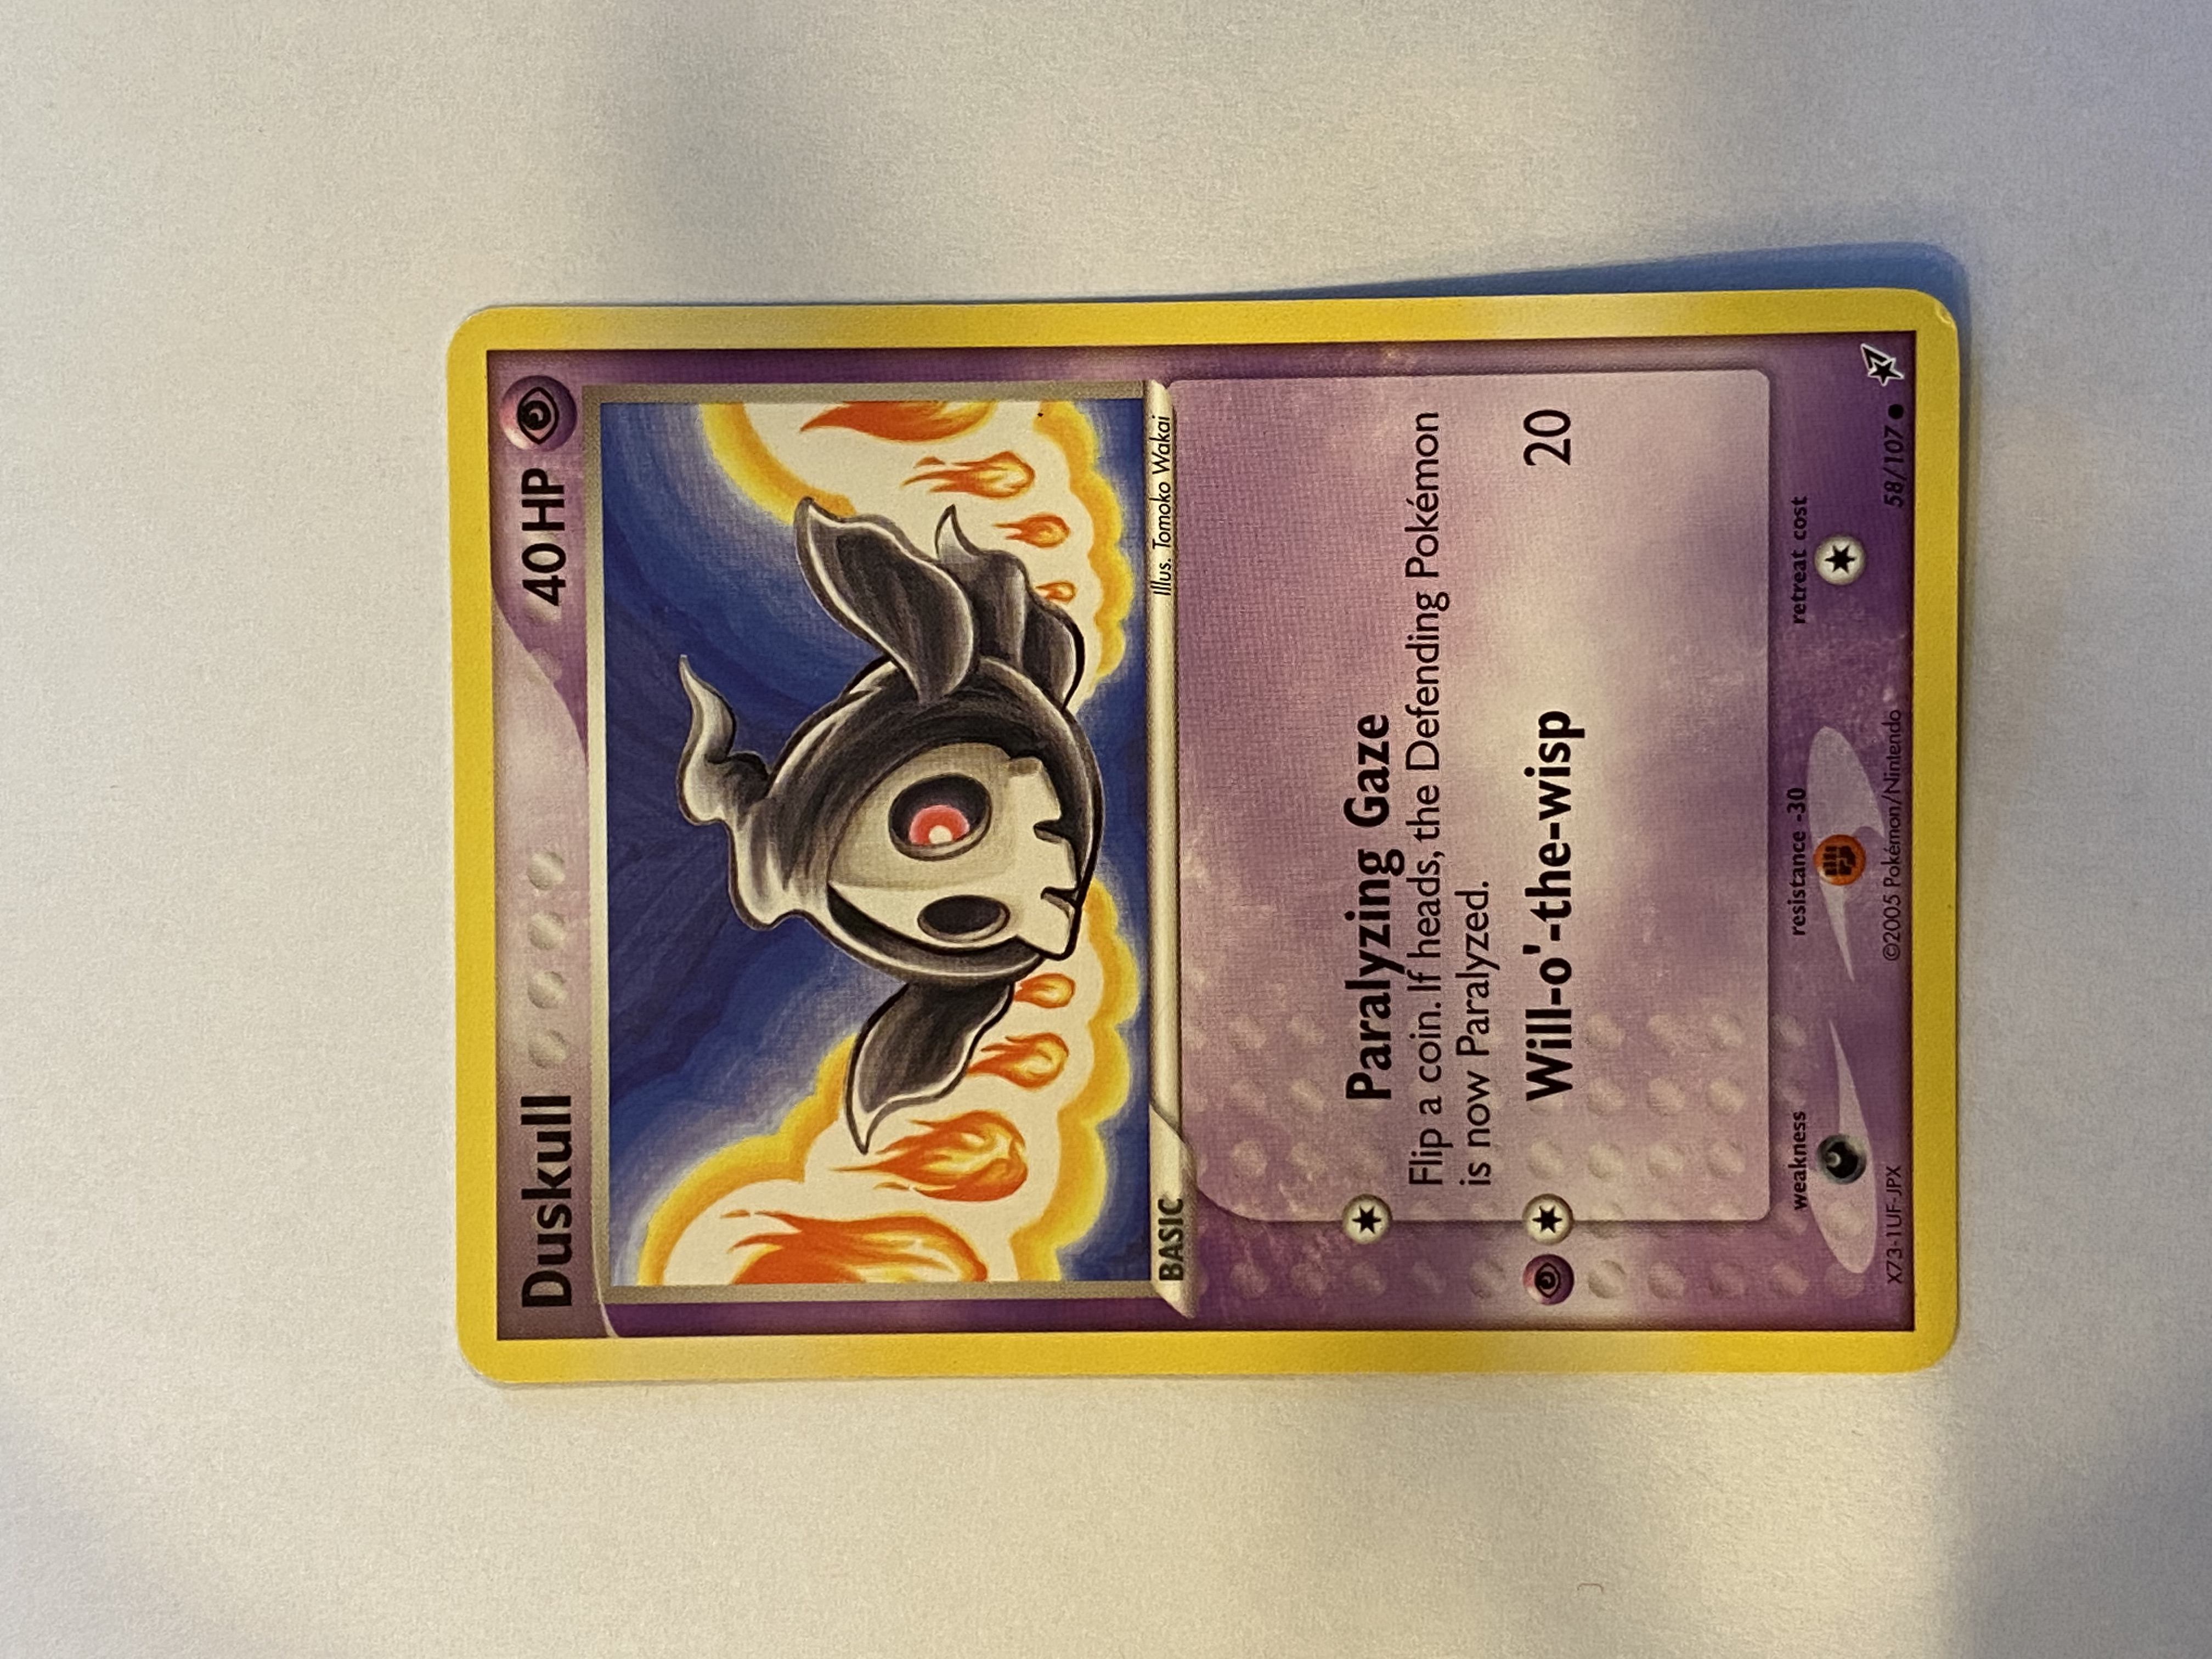 Duskull 40 HP
BASIC Illus. Tomoko Wakai
Paralyzing Gaze
Flip a coin. If heads, the Defending Pokémon
is now Paralyzed.
Will-o'-the-wisp 20
weakness resistance -30 retreat cost
X73-1UF-JPX ©2005 Pokémon/Nintendo 58/107